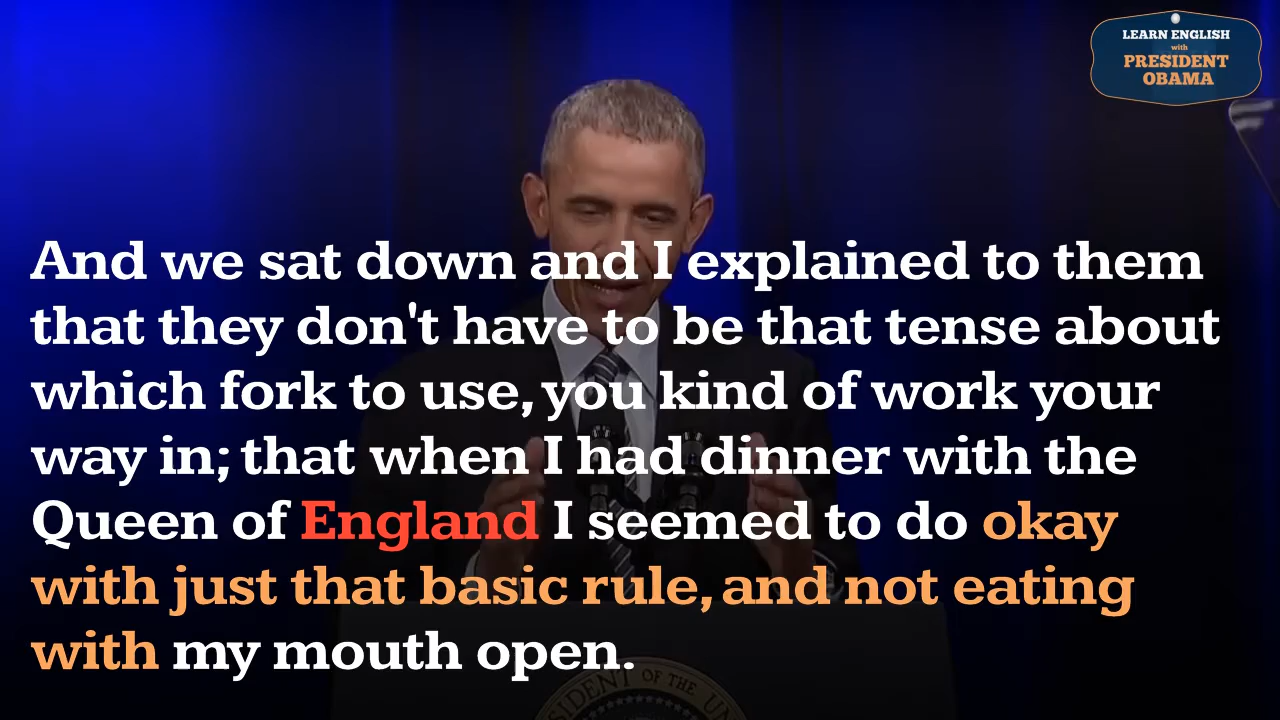 LEARN ENGLISH
with
PRESIDENT
OBAMA
And we sat down and I explained to them
that they don't have to be that tense about
which fork to use, you kind of work your
way in; that when I had dinner with the
Queen of England I seemed to do okay
with just that basic rule, and not eating
with my mouth open.
OF THE